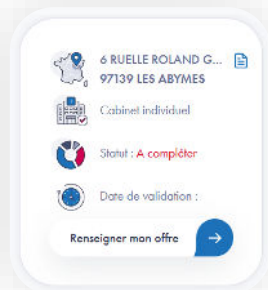 6 RUELLE ROLAND G...
97139 LES ABYMES
Cabinet individuel
Statut : A compléter
Date de validation :
Renseigner mon offre